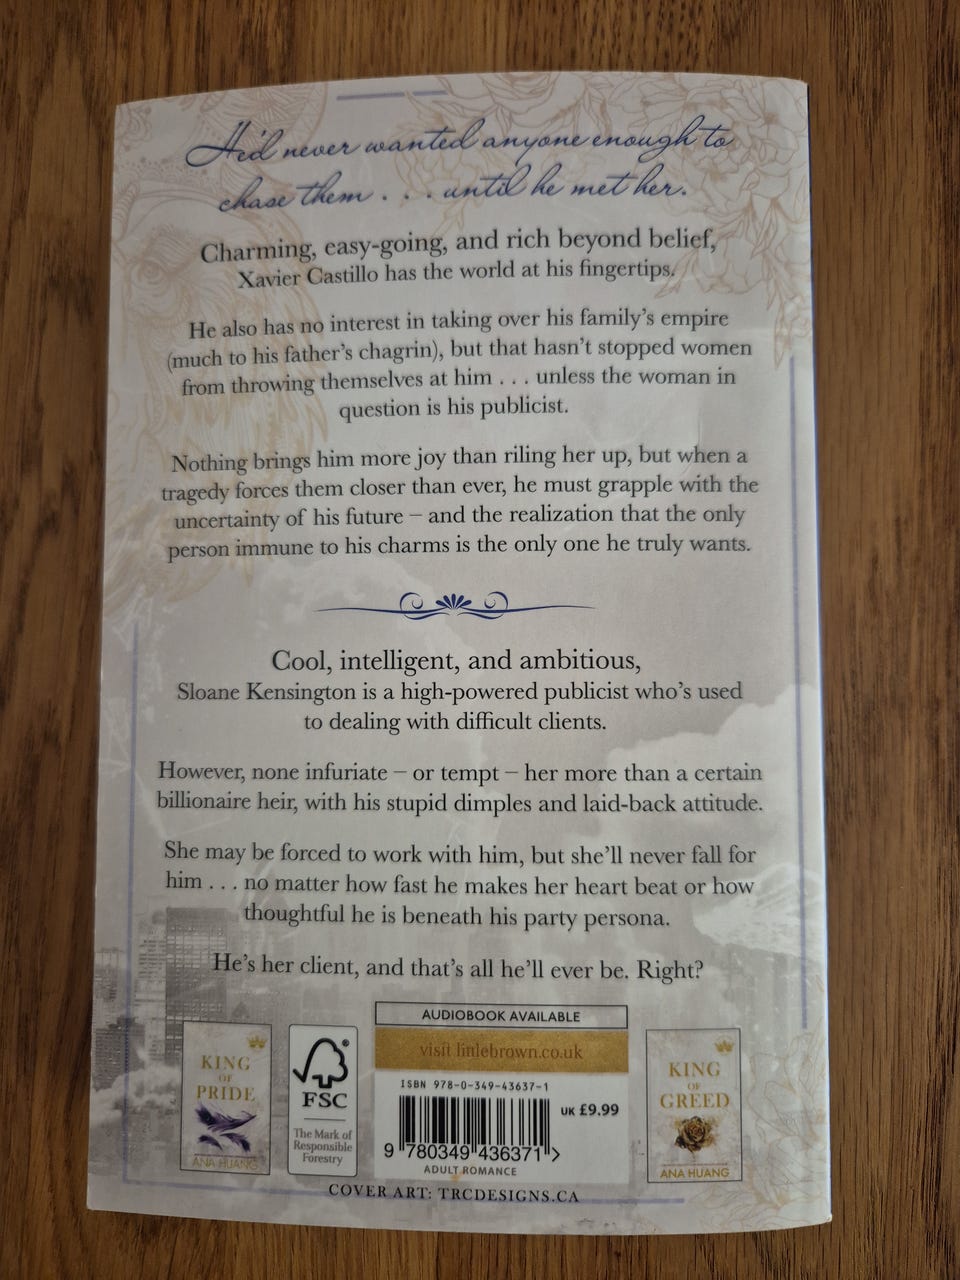 He'd never wanted anyone enough to
chase them . . . until he met her.
Charming, easy-going, and rich beyond belief,
Xavier Castillo has the world at his fingertips.
He also has no interest in taking over his family's empire
(much to his father's chagrin), but that hasn't stopped women
from throwing themselves at him . . . unless the woman in
question is his publicist.
Nothing brings him more joy than riling her up, but when a
tragedy forces them closer than ever, he must grapple with the
uncertainty of his future – and the realization that the only
person immune to his charms is the only one he truly wants.
Cool, intelligent, and ambitious,
Sloane Kensington is a high-powered publicist who's used
to dealing with difficult clients.
However, none infuriate – or tempt – her more than a certain
billionaire heir, with his stupid dimples and laid-back attitude.
She may be forced to work with him, but she'll never fall for
him . . . no matter how fast he makes her heart beat or how
thoughtful he is beneath his party persona.
He's her client, and that's all he'll ever be. Right?
KING
OF
PRIDE
ANA HUANG
®
FSC
The Mark of
Responsible
Forestry
AUDIOBOOK AVAILABLE
visit littlebrown.co.uk
ISBN 978-0-349-43637-1
UK £9.99
9 780349 436371 >
ADULT ROMANCE
KING
OF
GREED
ANA HUANG
COVER ART: TRCDESIGNS.CA